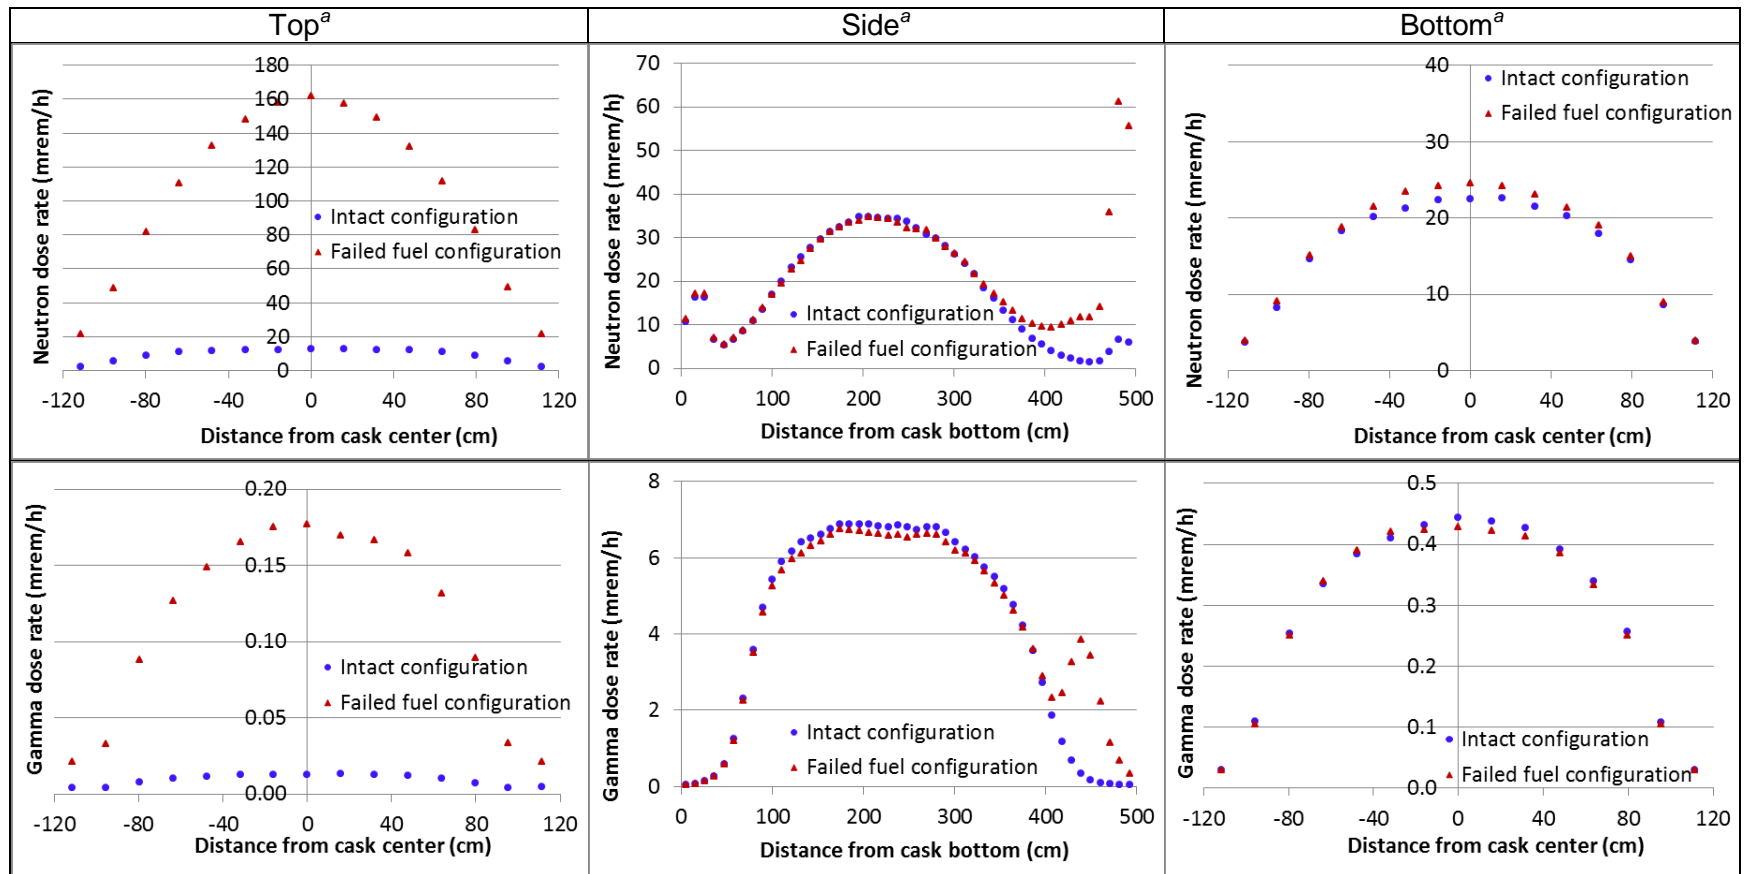 Topᵃ
Sideᵃ
Bottomᵃ
Neutron dose rate (mrem/h)
180
160
140
120
100
80
60
40
20
0
-120 -80 -40 0 40 80 120
Distance from cask center (cm)
Intact configuration
Failed fuel configuration
Neutron dose rate (mrem/h)
70
60
50
40
30
20
10
0
0 100 200 300 400 500
Distance from cask bottom (cm)
Intact configuration
Failed fuel configuration
Neutron dose rate (mrem/h)
40
30
20
10
0
-120 -80 -40 0 40 80 120
Distance from cask center (cm)
Intact configuration
Failed fuel configuration
Gamma dose rate (mrem/h)
0.20
0.15
0.10
0.05
0.00
-120 -80 -40 0 40 80 120
Distance from cask center (cm)
Intact configuration
Failed fuel configuration
Gamma dose rate (mrem/h)
8
6
4
2
0
0 100 200 300 400 500
Distance from cask bottom (cm)
Intact configuration
Failed fuel configuration
Gamma dose rate (mrem/h)
0.5
0.4
0.3
0.2
0.1
0.0
-120 -80 -40 0 40 80 120
Distance from cask center (cm)
Intact configuration
Failed fuel configuration